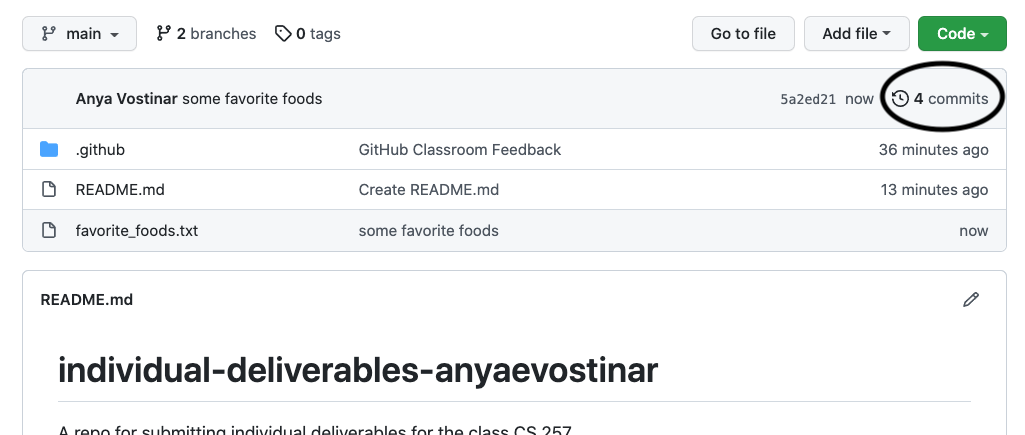 main 2 branches 0 tags Go to file Add file Code
Anya Vostinar some favorite foods 5a2ed21 now 4 commits
.github GitHub Classroom Feedback 36 minutes ago
README.md Create README.md 13 minutes ago
favorite_foods.txt some favorite foods now
README.md
individual-deliverables-anyaevostinar
A repo for submitting individual deliverables for the class CS 257